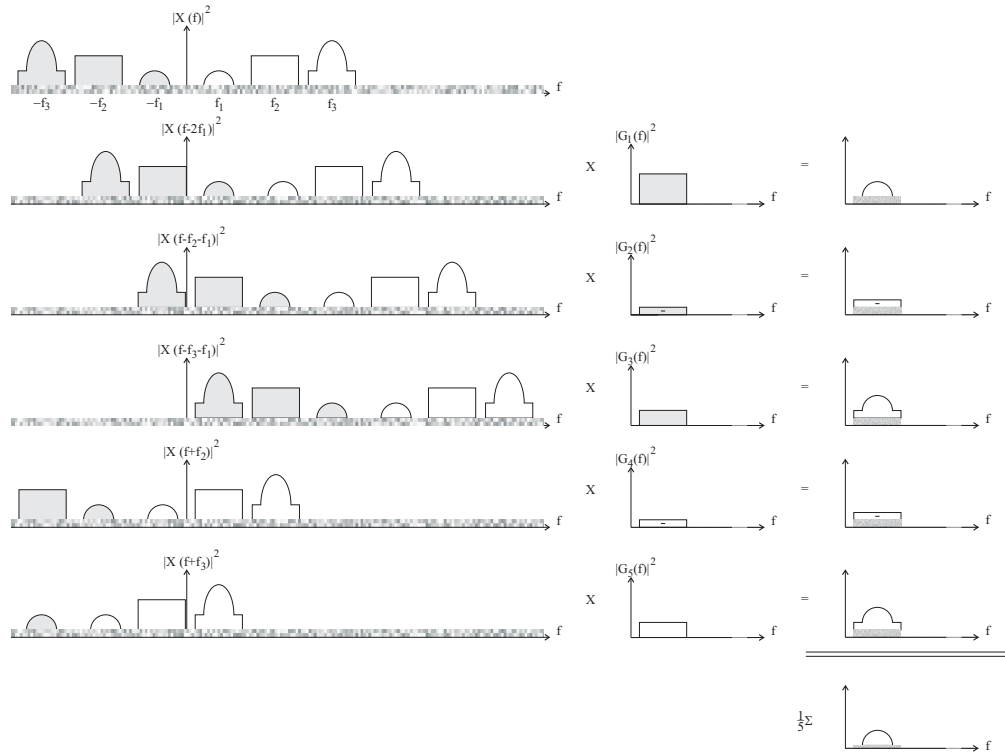 |X (f)|²
f
−f₃ −f₂ −f₁ f₁ f₂ f₃
|X (f-2f₁)|² |G₁(f)|²
X =
f f f
|X (f-f₂-f₁)|² |G₂(f)|²
X =
- -
f f f
|X (f-f₃-f₁)|² |G₃(f)|²
X =
f f f
|X (f+f₂)|² |G₄(f)|²
X =
- -
f f f
|X (f+f₃)|² |G₅(f)|²
X =
f f f
1/5 Σ
f